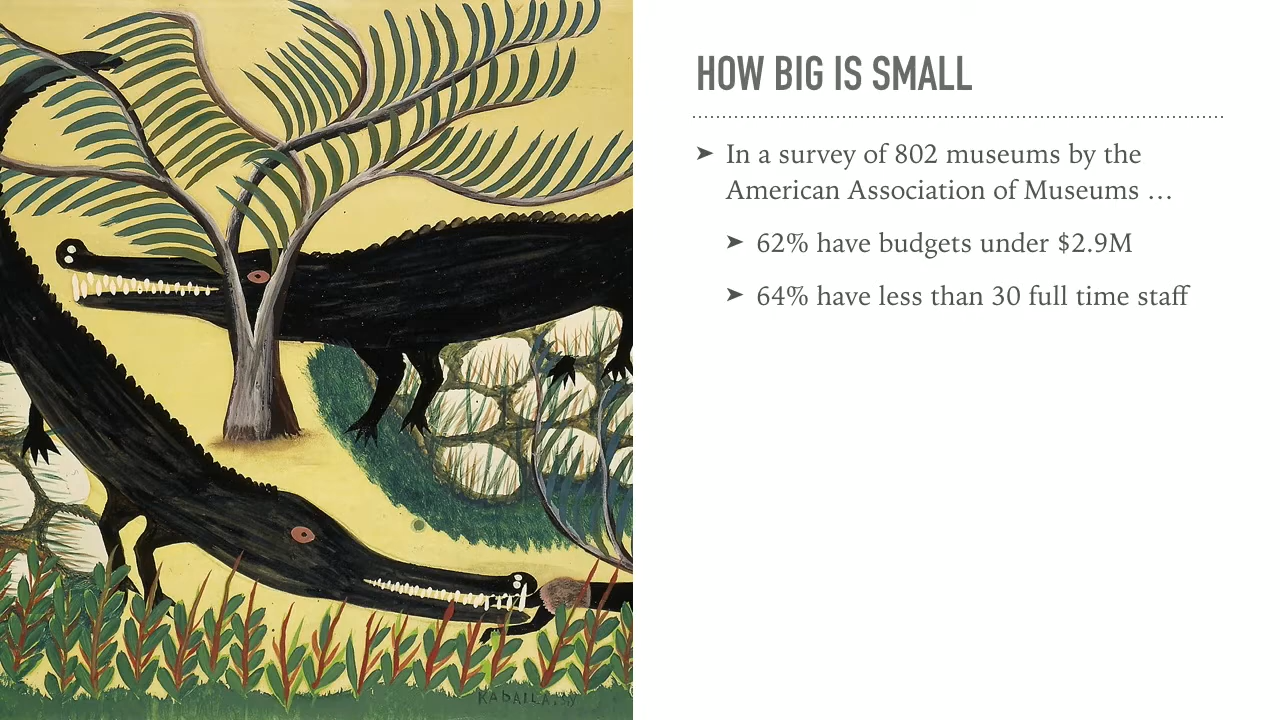 HOW BIG IS SMALL
➤ In a survey of 802 museums by the
American Association of Museums …
➤ 62% have budgets under $2.9M
➤ 64% have less than 30 full time staff